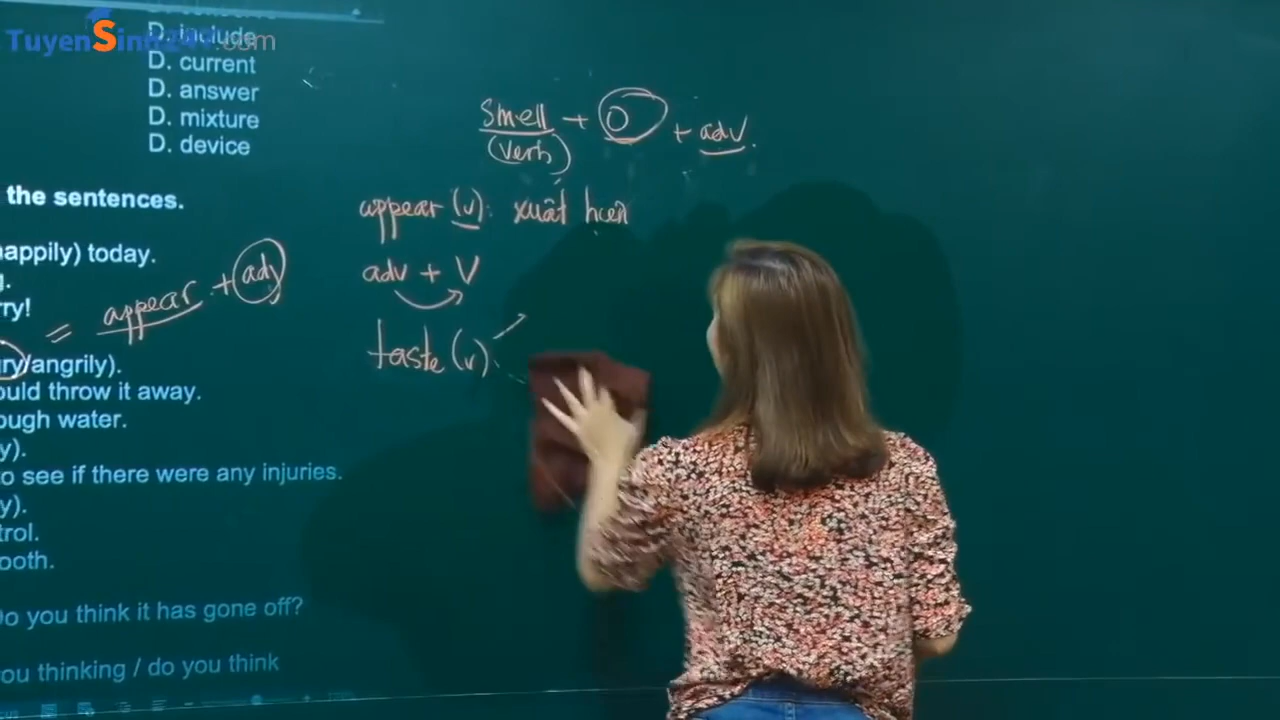 TuyenSinh247.com
D. include
D. current
D. answer
D. mixture
D. device
the sentences.
appily) today.
g.
rry!
= appear + adj
ry/angrily).
ould throw it away.
ough water.
y).
o see if there were any injuries.
y).
trol.
ooth.
Do you think it has gone off?
ou thinking / do you think
smell + O + adv.
(verb)
appear (v): xuất hiện
adv + V
taste (v)